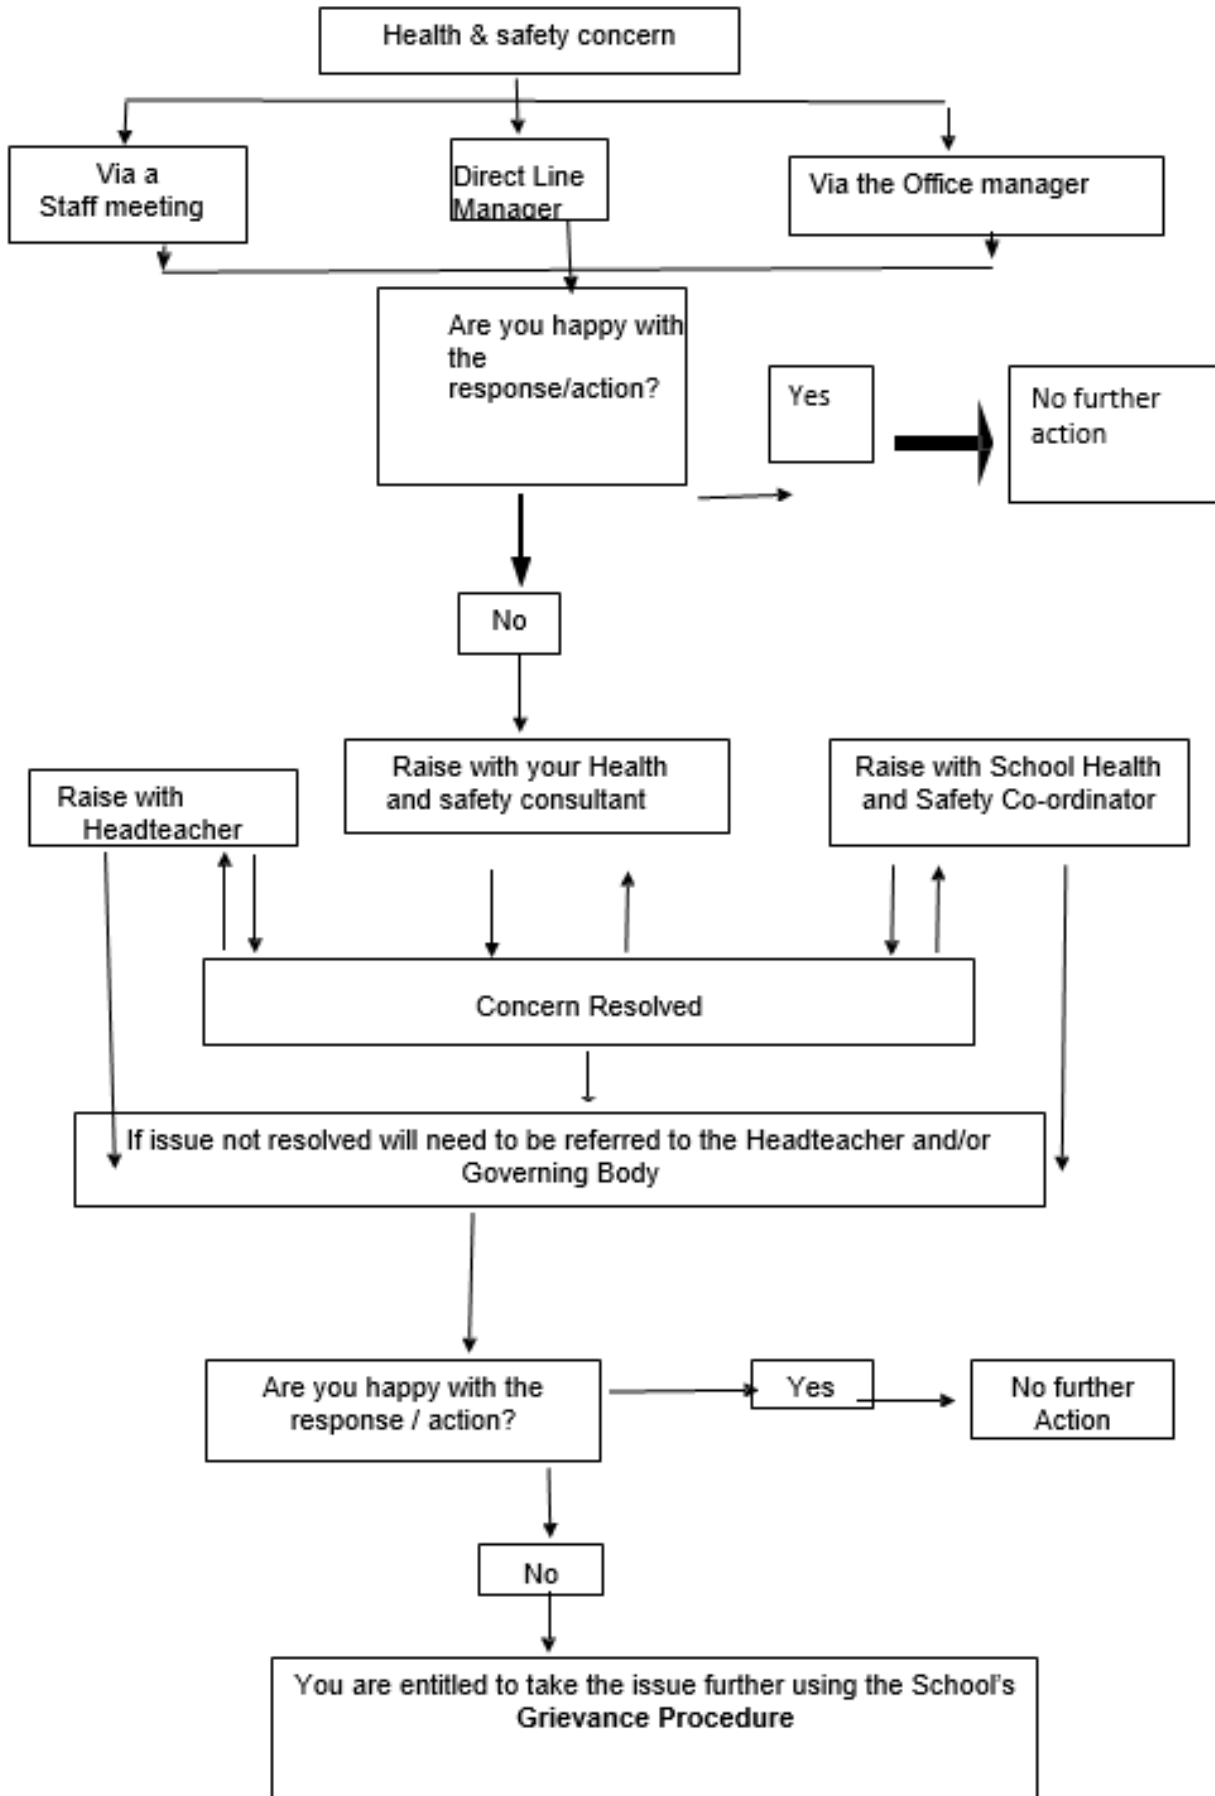 Health & safety concern
Via a
Staff meeting
Direct Line
Manager
Via the Office manager
Are you happy with
the
response/action?
Yes
No further
action
No
Raise with
Headteacher
Raise with your Health
and safety consultant
Raise with School Health
and Safety Co-ordinator
Concern Resolved
If issue not resolved will need to be referred to the Headteacher and/or
Governing Body
Are you happy with the
response / action?
Yes
No further
Action
No
You are entitled to take the issue further using the School's
Grievance Procedure